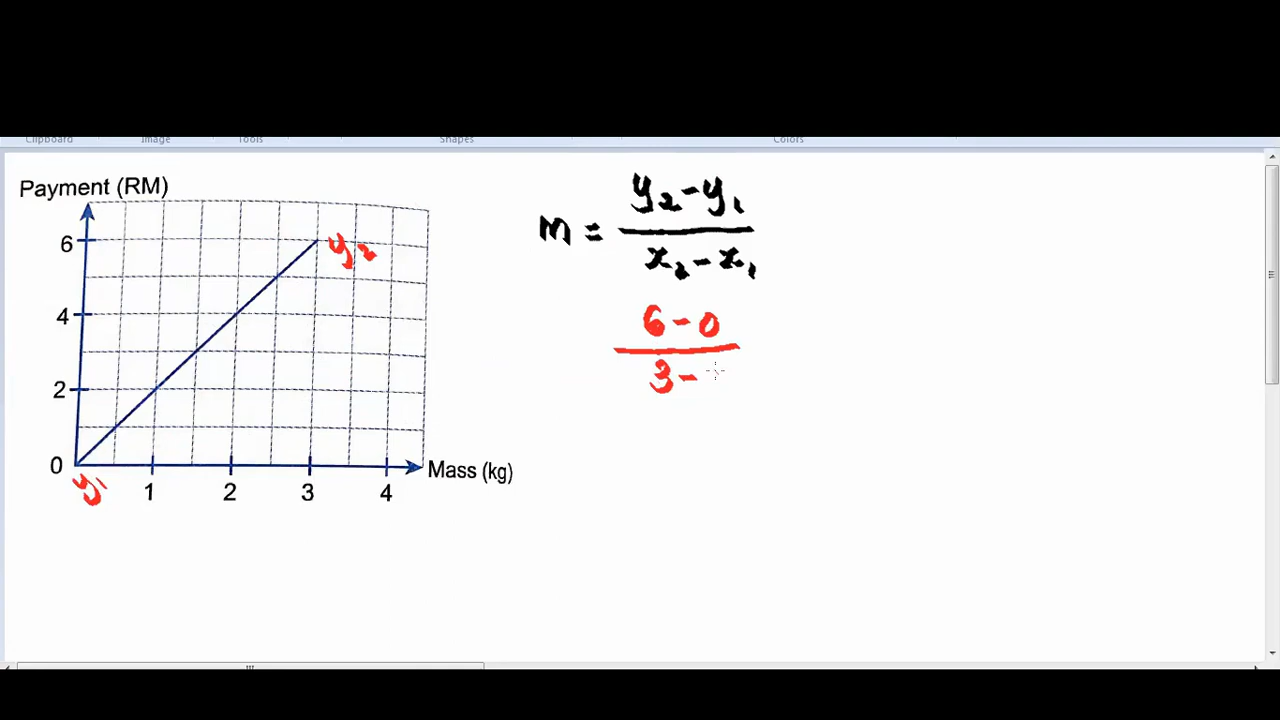 Clipboard Image Tools Shapes Colors
Payment (RM)
6
4
2
0
1 2 3 4
Mass (kg)
y₁
y₂
m = y₂ - y₁
x₂ - x₁
6 - 0
3 -